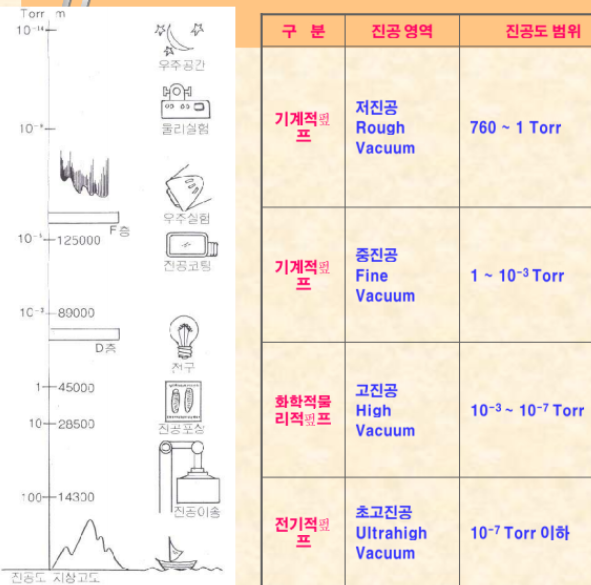 Torr m
10⁻¹⁴
우주공간
물리실험
우주실험
F층
125000
진공코팅
10⁻³ 89000
D층
전구
1 45000
진공포장
10 28500
진공이송
100 14300
진공도 지상고도
구 분 진공 영역 진공도 범위
기계적펌
프
저진공
Rough
Vacuum
760 ~ 1 Torr
기계적펌
프
중진공
Fine
Vacuum
1 ~ 10⁻³ Torr
화학적물
리적펌프
고진공
High
Vacuum
10⁻³ ~ 10⁻⁷ Torr
전기적펌
프
초고진공
Ultrahigh
Vacuum
10⁻⁷ Torr 이하